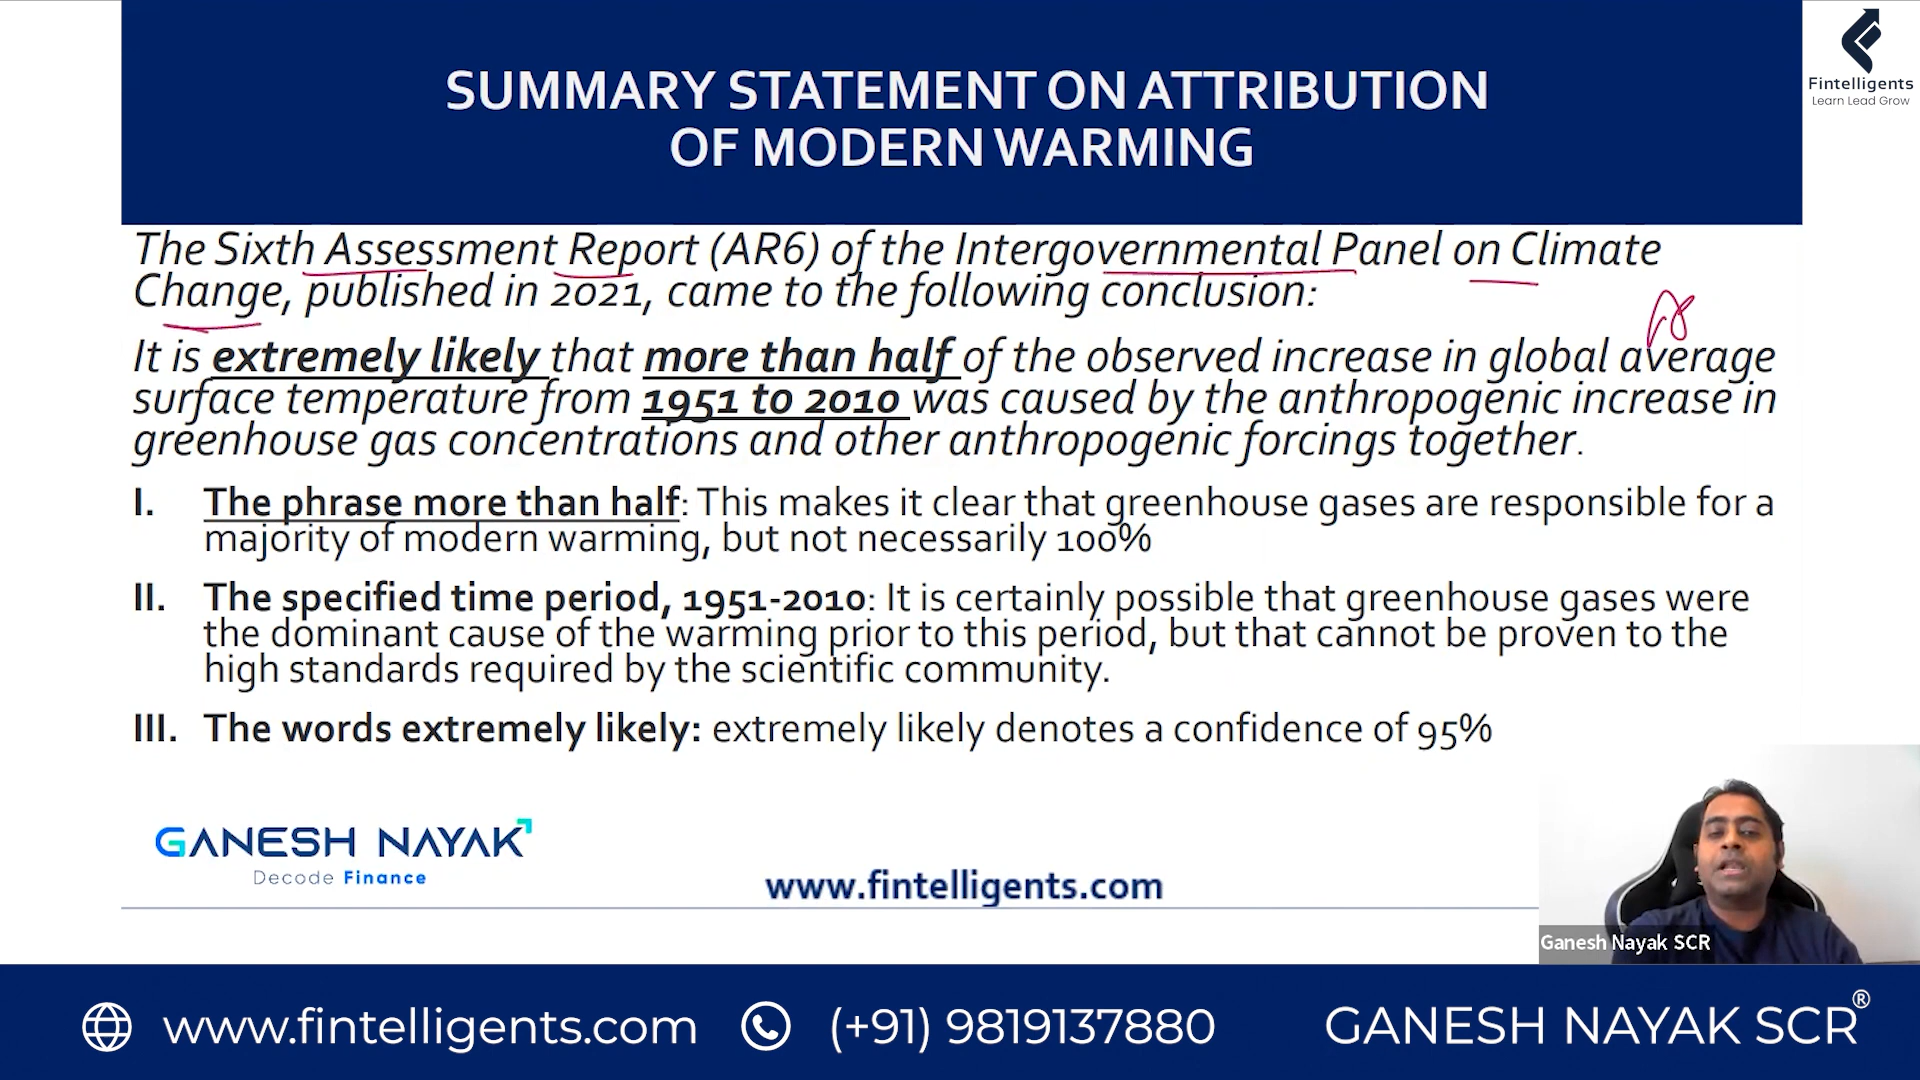 SUMMARY STATEMENT ON ATTRIBUTION
OF MODERN WARMING
Fintelligents
Learn Lead Grow
The Sixth Assessment Report (AR6) of the Intergovernmental Panel on Climate
Change, published in 2021, came to the following conclusion:
It is extremely likely that more than half of the observed increase in global average
surface temperature from 1951 to 2010 was caused by the anthropogenic increase in
greenhouse gas concentrations and other anthropogenic forcings together.
I. The phrase more than half: This makes it clear that greenhouse gases are responsible for a
majority of modern warming, but not necessarily 100%
II. The specified time period, 1951-2010: It is certainly possible that greenhouse gases were
the dominant cause of the warming prior to this period, but that cannot be proven to the
high standards required by the scientific community.
III. The words extremely likely: extremely likely denotes a confidence of 95%
GANESH NAYAK
Decode Finance
www.fintelligents.com
Ganesh Nayak SCR
www.fintelligents.com (+91) 9819137880 GANESH NAYAK SCR®